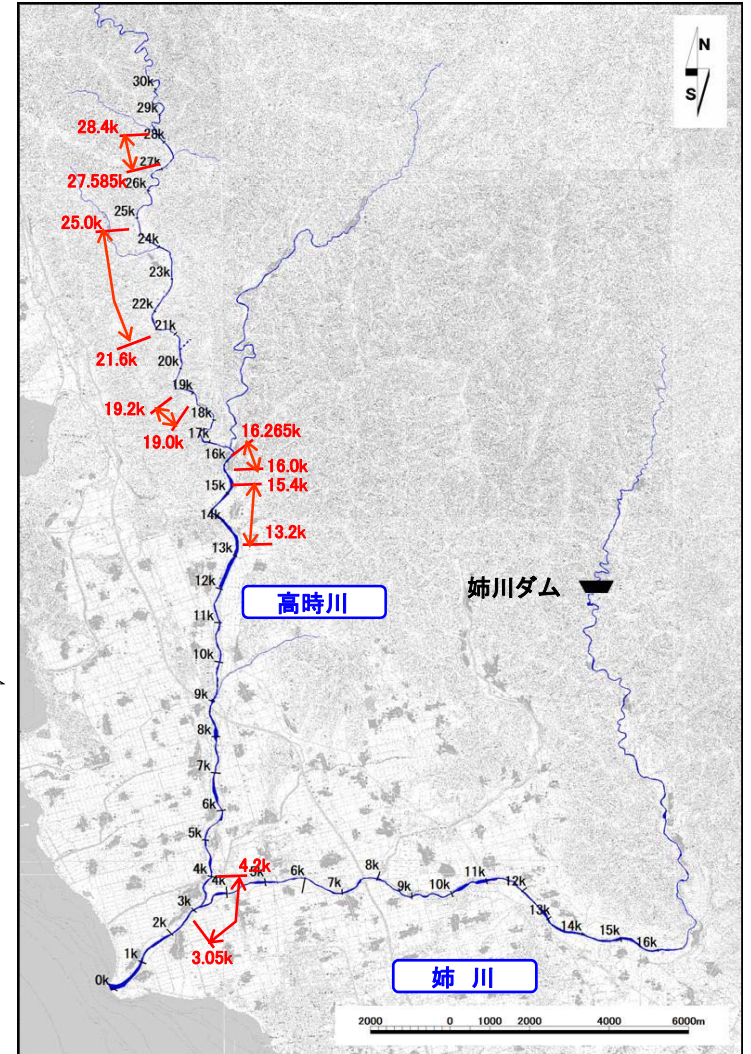 N
S
30k
29k
28.4k
28k
27k
27.585k
26k
25k
25.0k
24k
23k
22k
21k
21.6k
20k
19k
19.2k
18k
19.0k
17k
16.265k
16k
16.0k
15k
15.4k
14k
13.2k
13k
12k
高時川
姉川ダム
11k
10k
9k
8k
7k
6k
5k
4k
4.2k
4k
5k
6k
7k
8k
9k
10k
11k
12k
13k
14k
15k
16k
3k
2k
3.05k
1k
0k
姉 川
2000 0 1000 2000 4000 6000m